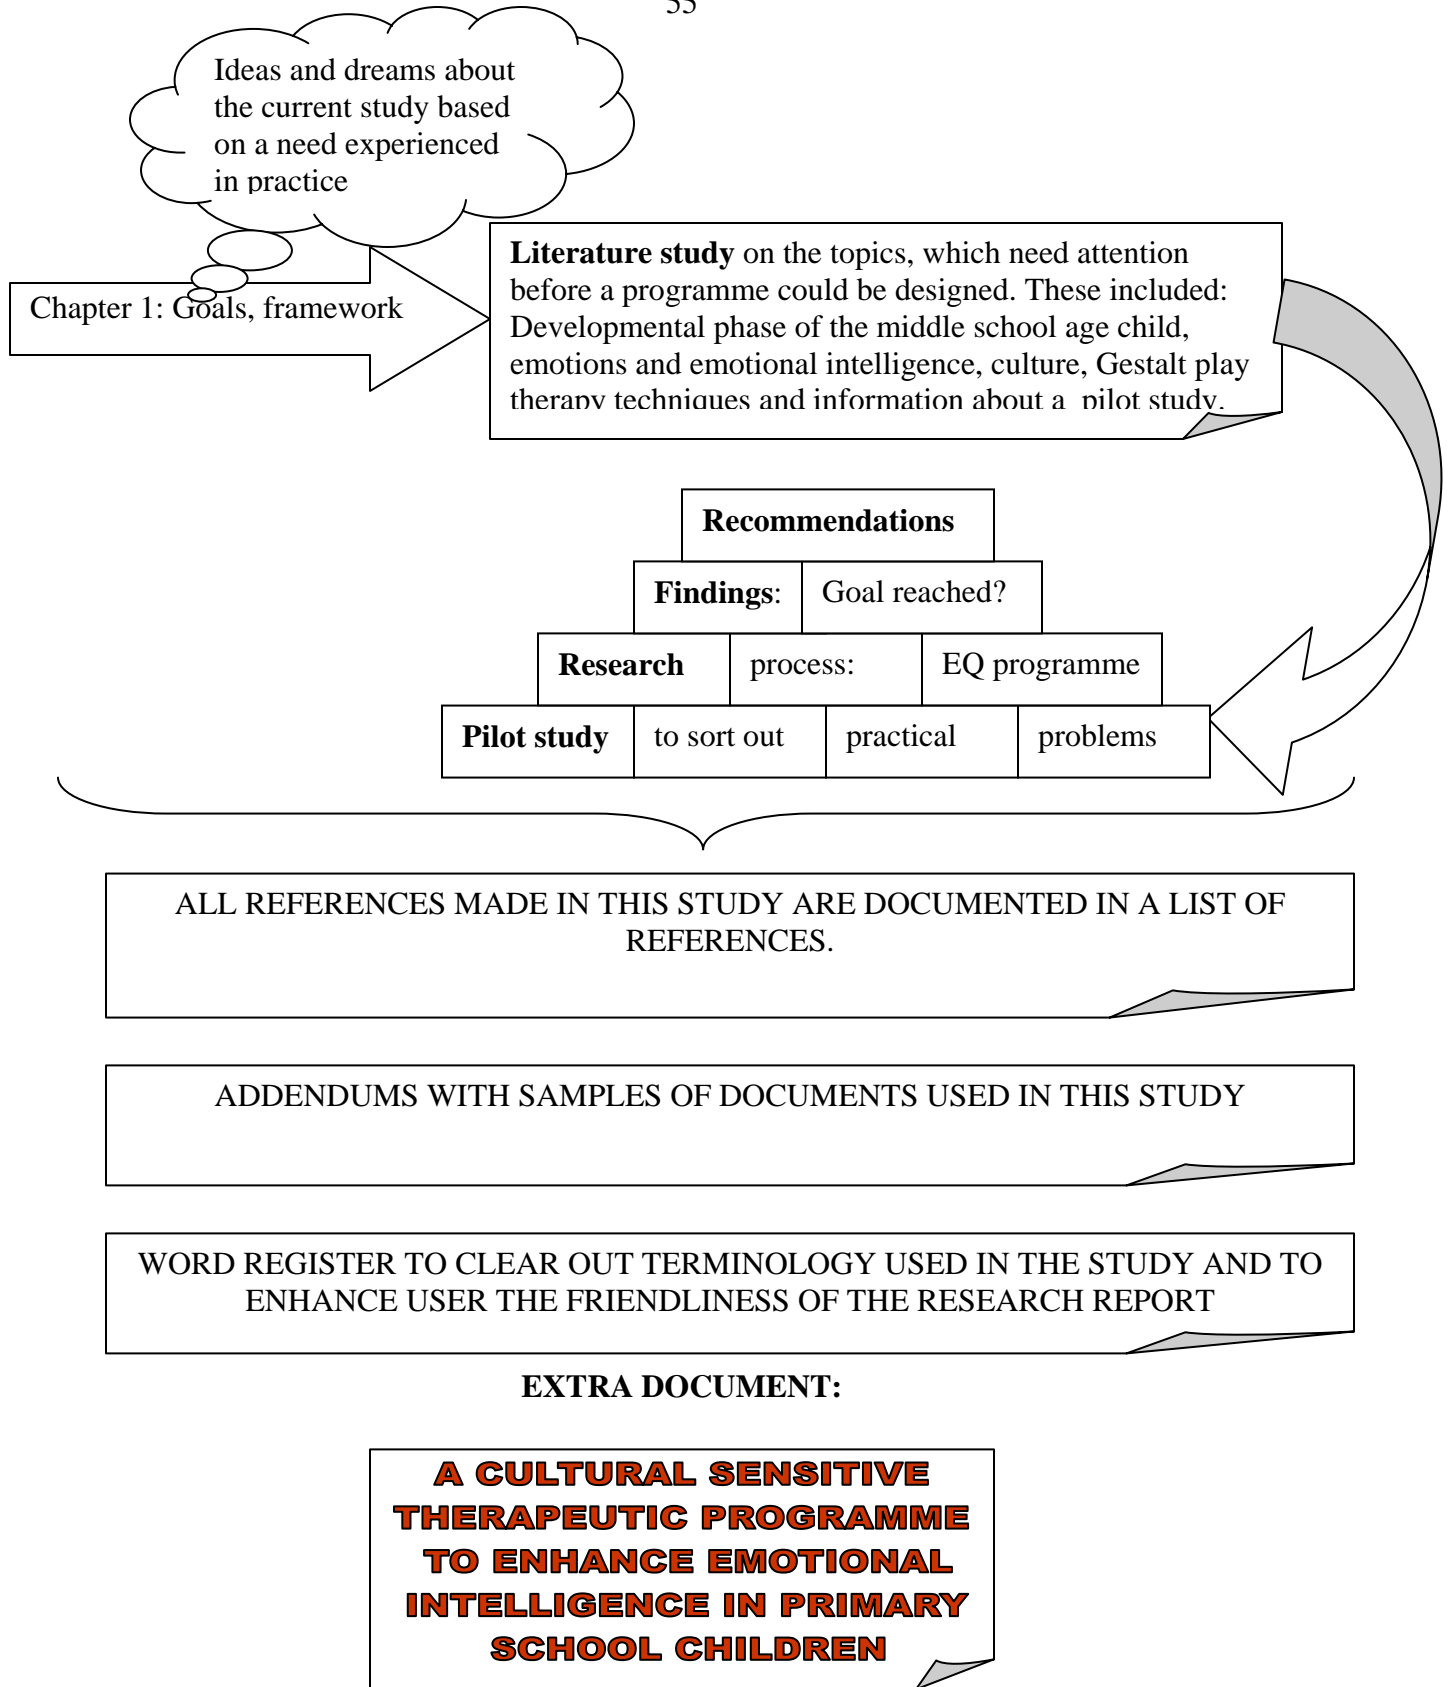 55
Ideas and dreams about
the current study based
on a need experienced
in practice
Chapter 1: Goals, framework
Literature study on the topics, which need attention
before a programme could be designed. These included:
Developmental phase of the middle school age child,
emotions and emotional intelligence, culture, Gestalt play
therapy techniques and information about a pilot study.
Recommendations
Findings: Goal reached?
Research process: EQ programme
Pilot study to sort out practical problems
ALL REFERENCES MADE IN THIS STUDY ARE DOCUMENTED IN A LIST OF
REFERENCES.
ADDENDUMS WITH SAMPLES OF DOCUMENTS USED IN THIS STUDY
WORD REGISTER TO CLEAR OUT TERMINOLOGY USED IN THE STUDY AND TO
ENHANCE USER THE FRIENDLINESS OF THE RESEARCH REPORT
EXTRA DOCUMENT:
A CULTURAL SENSITIVE
THERAPEUTIC PROGRAMME
TO ENHANCE EMOTIONAL
INTELLIGENCE IN PRIMARY
SCHOOL CHILDREN